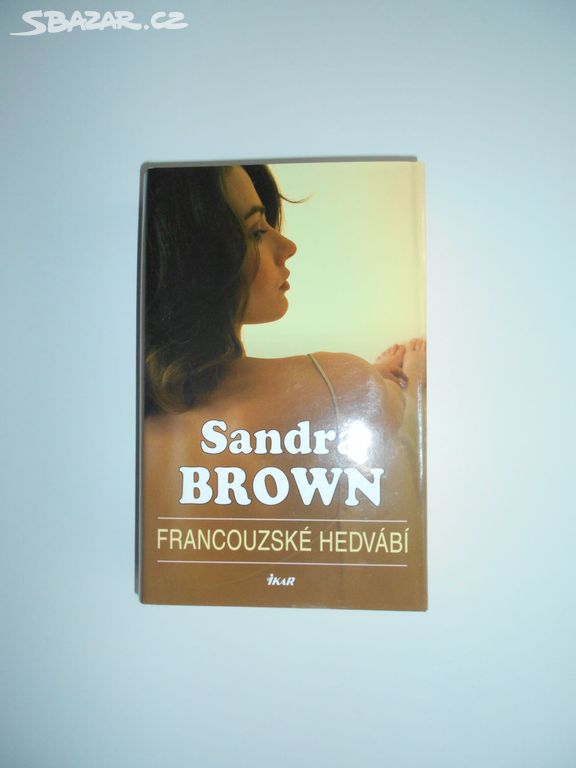 SBAZAR.CZ
Sandra
BROWN
FRANCOUZSKÉ HEDVÁBÍ
iKAR